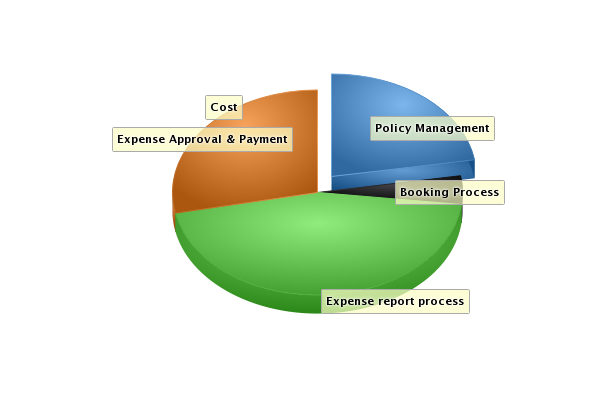 Cost
Expense Approval & Payment
Policy Management
Booking Process
Expense report process